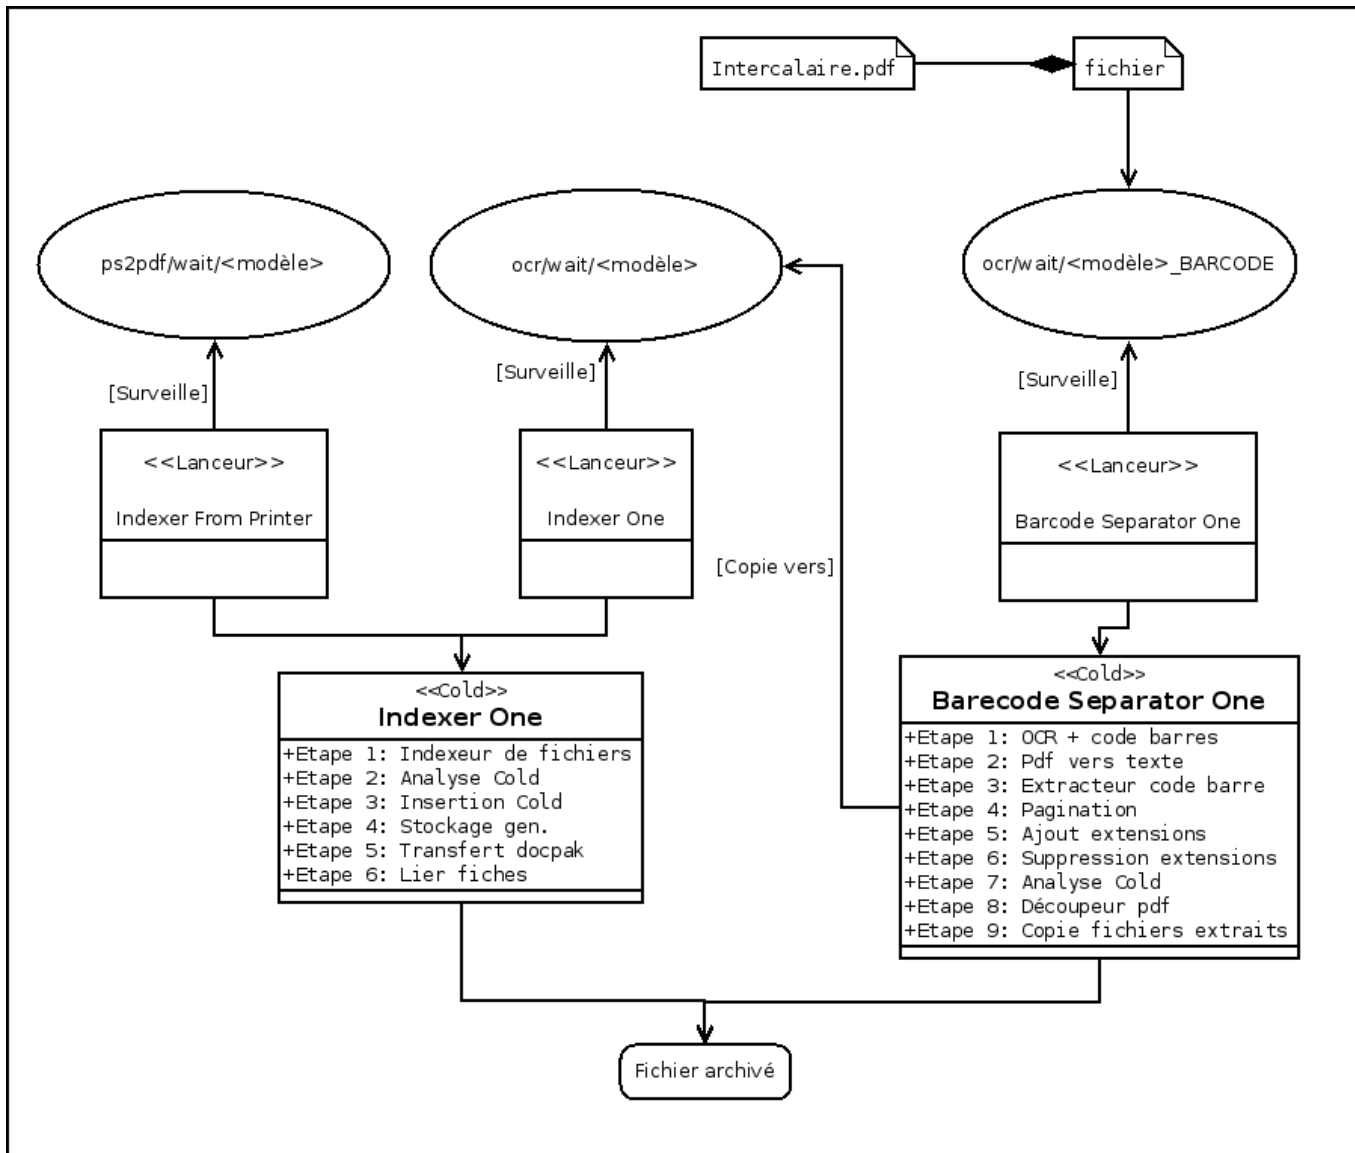 Intercalaire.pdf
fichier
ps2pdf/wait/<modèle>
ocr/wait/<modèle>
ocr/wait/<modèle>_BARCODE
[Surveille]
[Surveille]
[Surveille]
<<Lanceur>>
Indexer From Printer
<<Lanceur>>
Indexer One
<<Lanceur>>
Barcode Separator One
[Copie vers]
<<Cold>>
Indexer One
+Etape 1: Indexeur de fichiers
+Etape 2: Analyse Cold
+Etape 3: Insertion Cold
+Etape 4: Stockage gen.
+Etape 5: Transfert docpak
+Etape 6: Lier fiches
<<Cold>>
Barecode Separator One
+Etape 1: OCR + code barres
+Etape 2: Pdf vers texte
+Etape 3: Extracteur code barre
+Etape 4: Pagination
+Etape 5: Ajout extensions
+Etape 6: Suppression extensions
+Etape 7: Analyse Cold
+Etape 8: Découpeur pdf
+Etape 9: Copie fichiers extraits
Fichier archivé